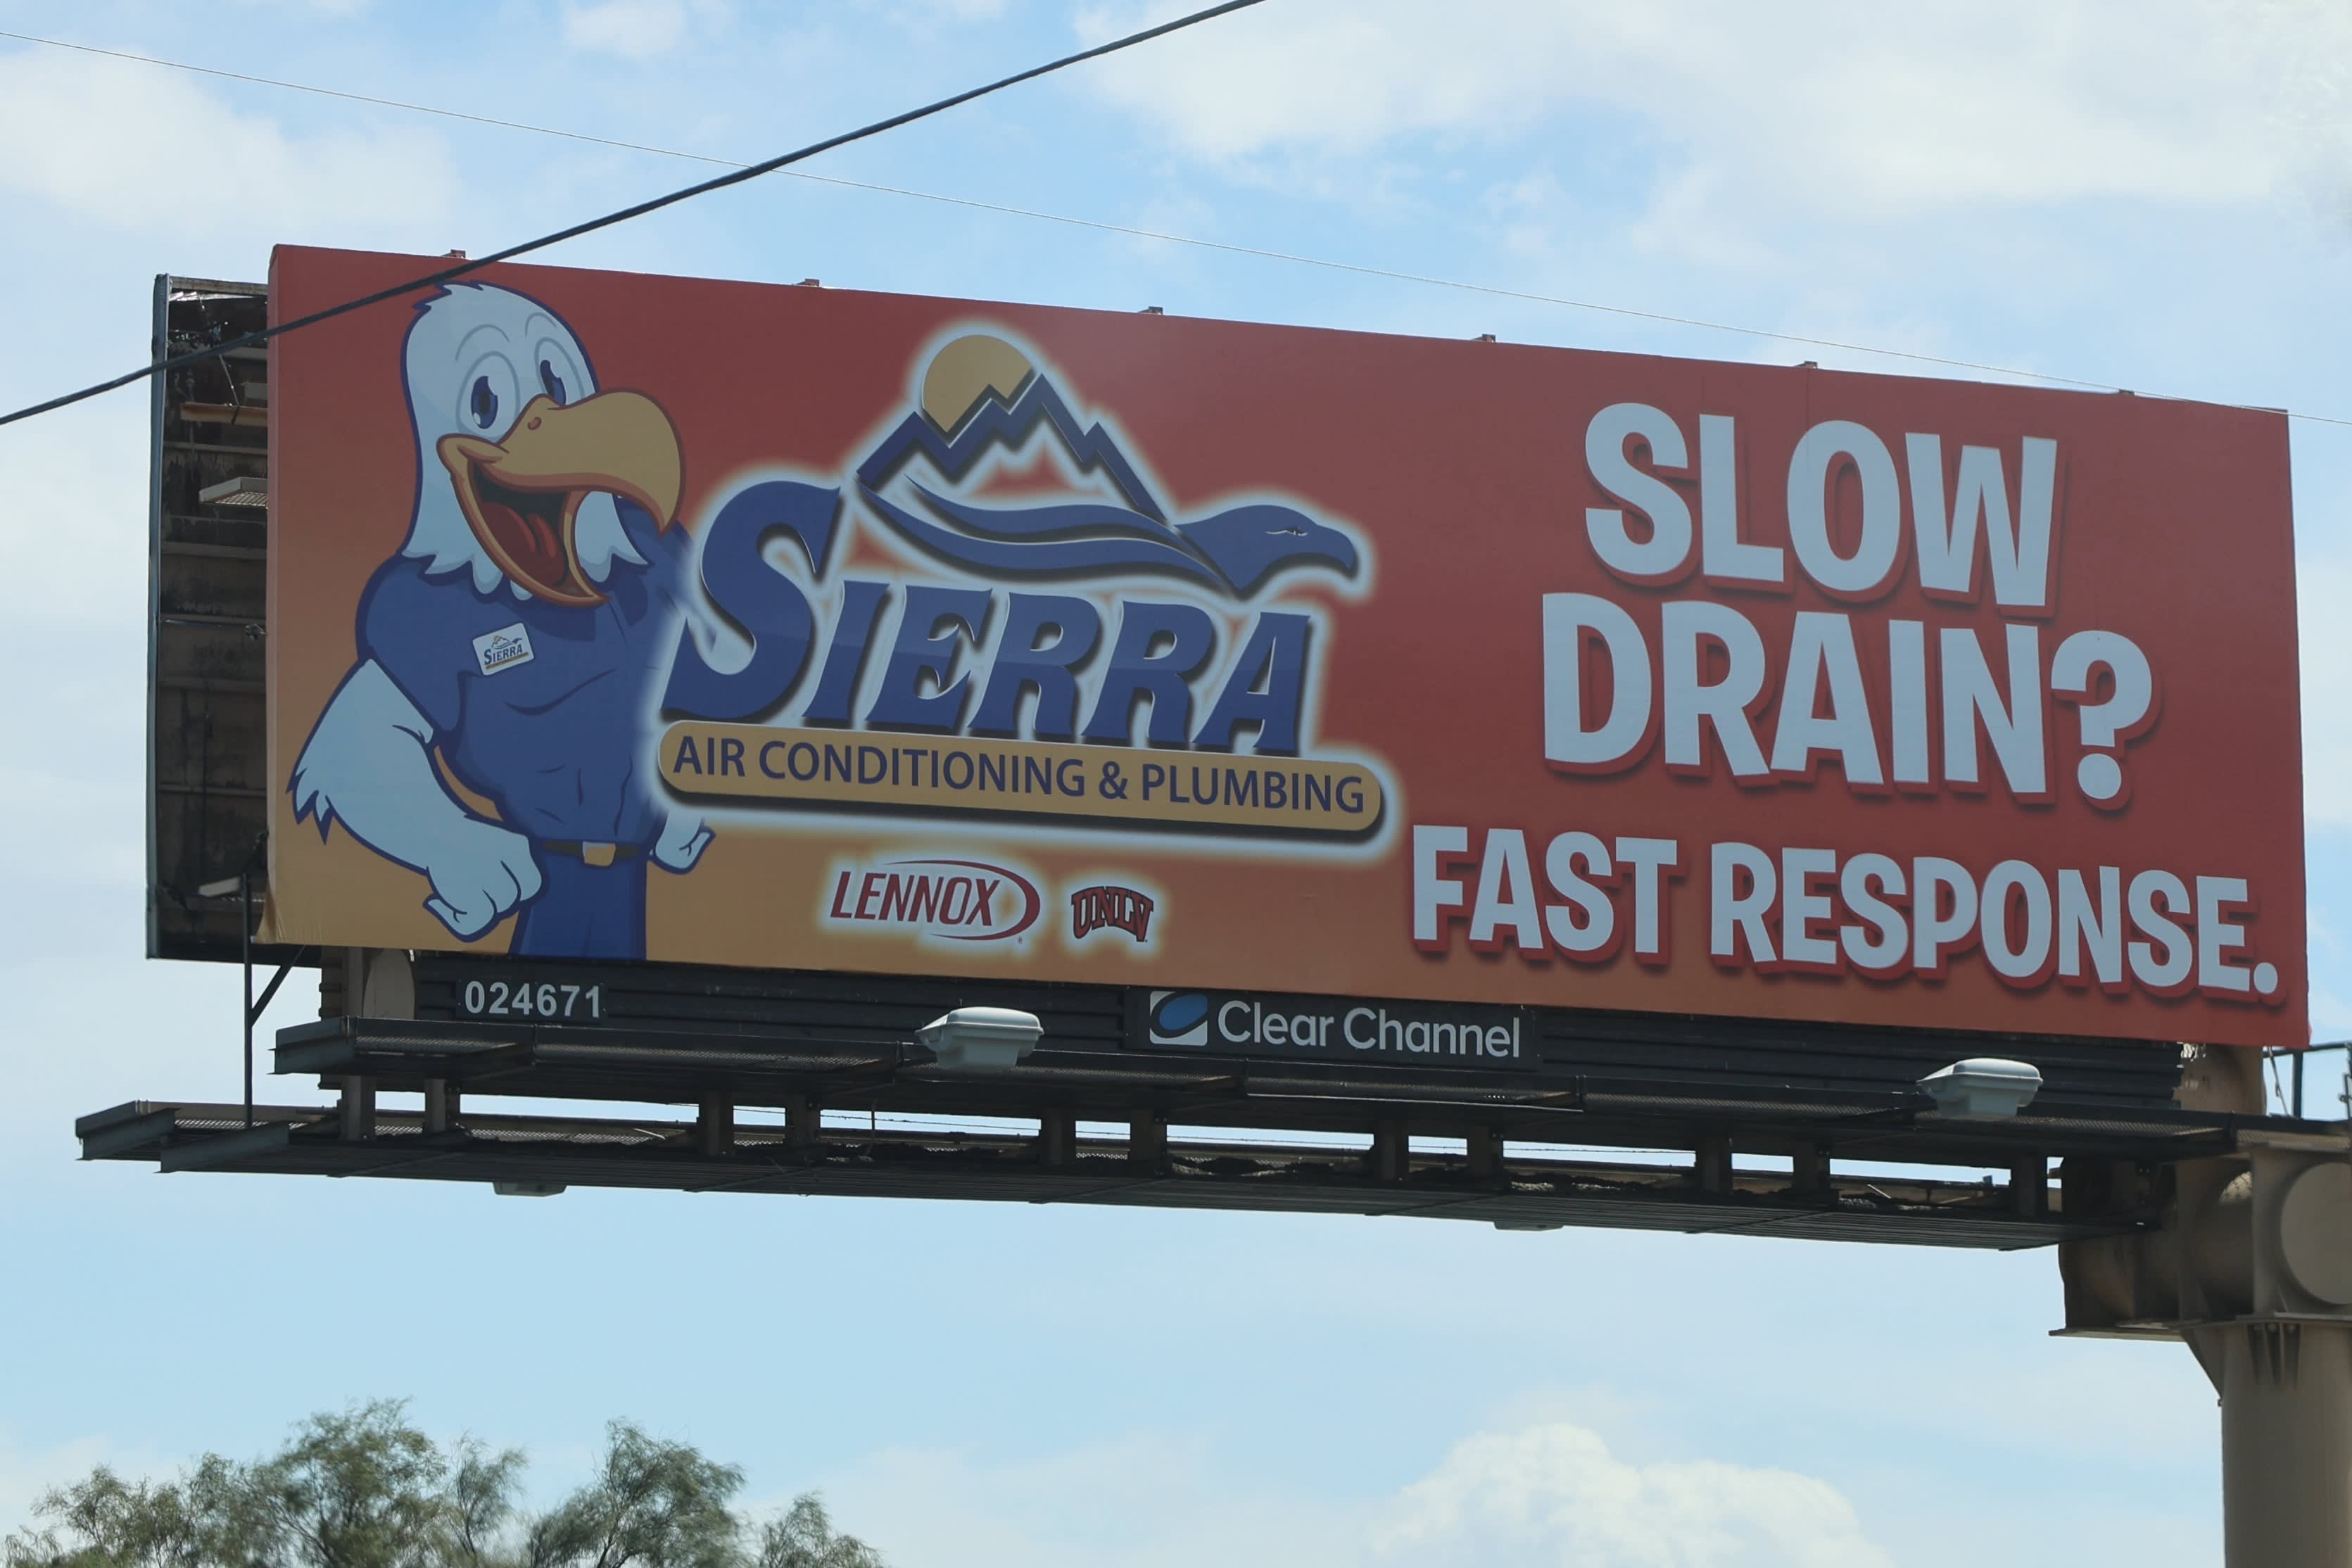 SIERRA
SIERRA
AIR CONDITIONING & PLUMBING
LENNOX
UNLV
SLOW
DRAIN?
FAST RESPONSE.
024671
Clear Channel